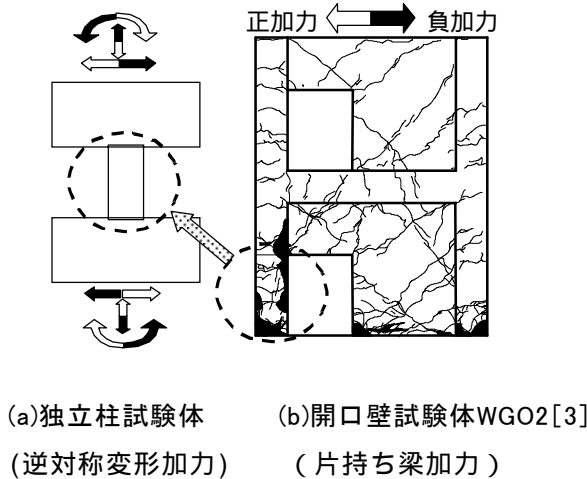 正加力 負加力
(a)独立柱試験体 (b)開口壁試験体WGO2[3]
(逆対称変形加力) （片持ち梁加力）